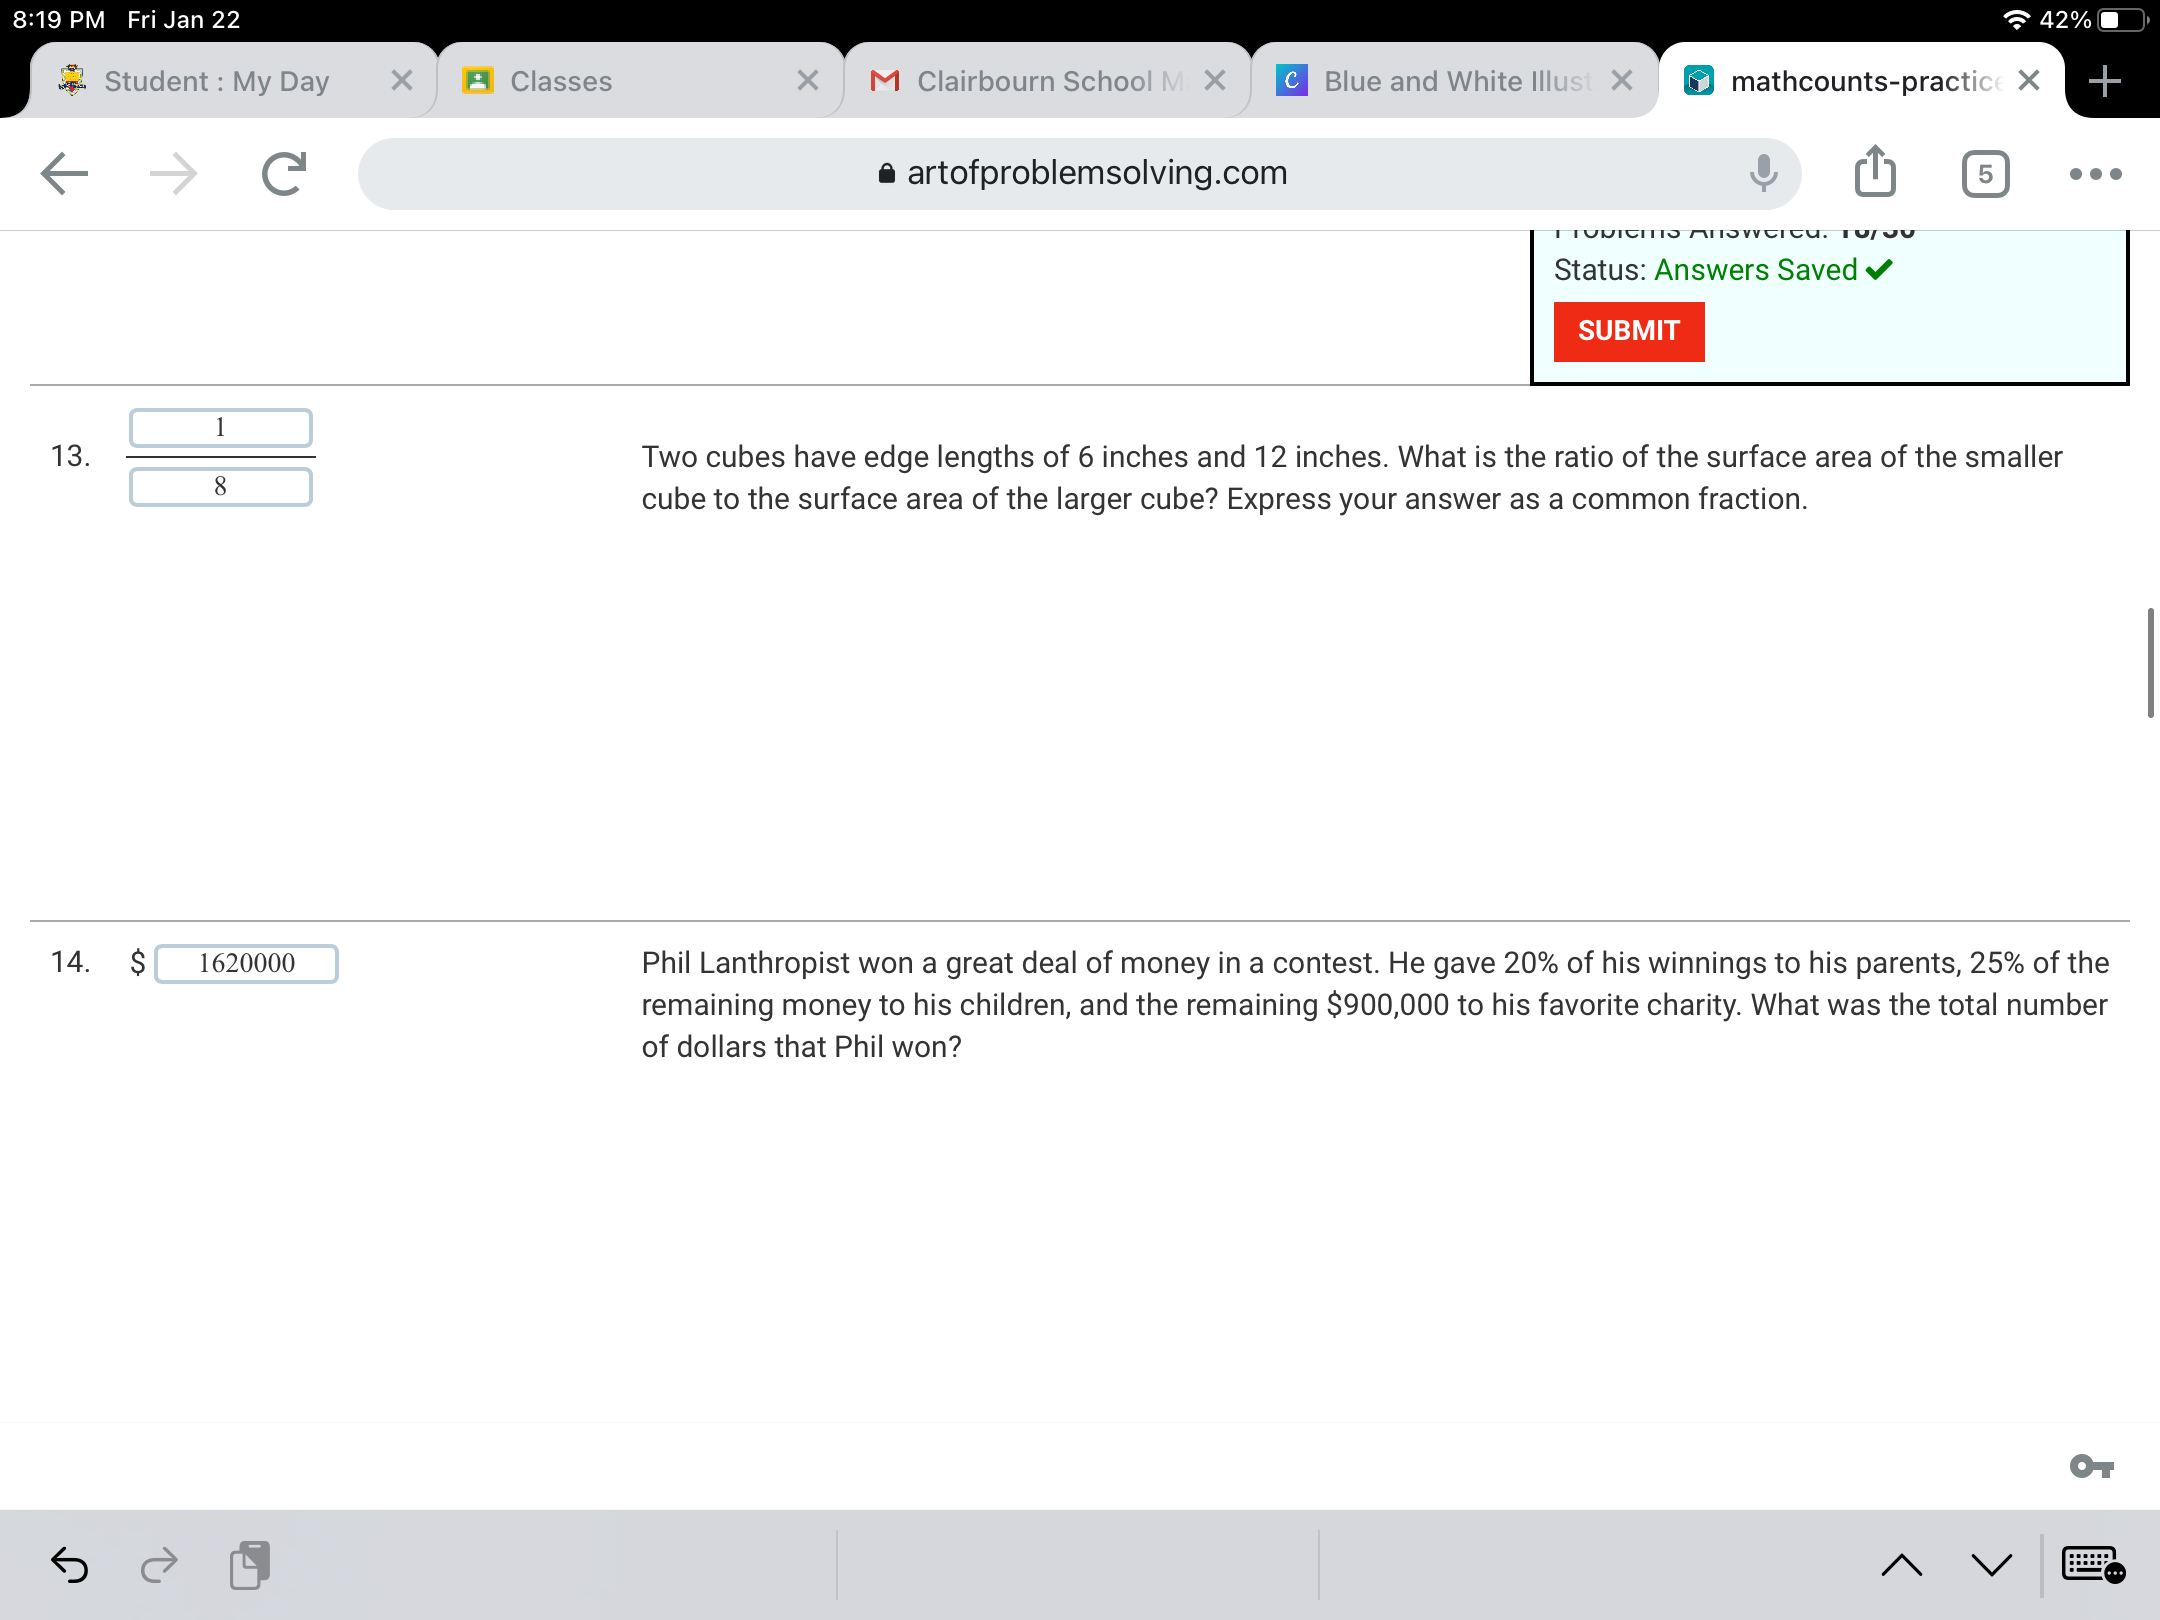 8:19 PM Fri Jan 22 42%
Student : My Day Classes Clairbourn School M Blue and White Illust mathcounts-practice
artofproblemsolving.com 5
Problems Answered: 18/30
Status: Answers Saved
SUBMIT
13. 1
8
Two cubes have edge lengths of 6 inches and 12 inches. What is the ratio of the surface area of the smaller
cube to the surface area of the larger cube? Express your answer as a common fraction.
14. $ 1620000
Phil Lanthropist won a great deal of money in a contest. He gave 20% of his winnings to his parents, 25% of the
remaining money to his children, and the remaining $900,000 to his favorite charity. What was the total number
of dollars that Phil won?